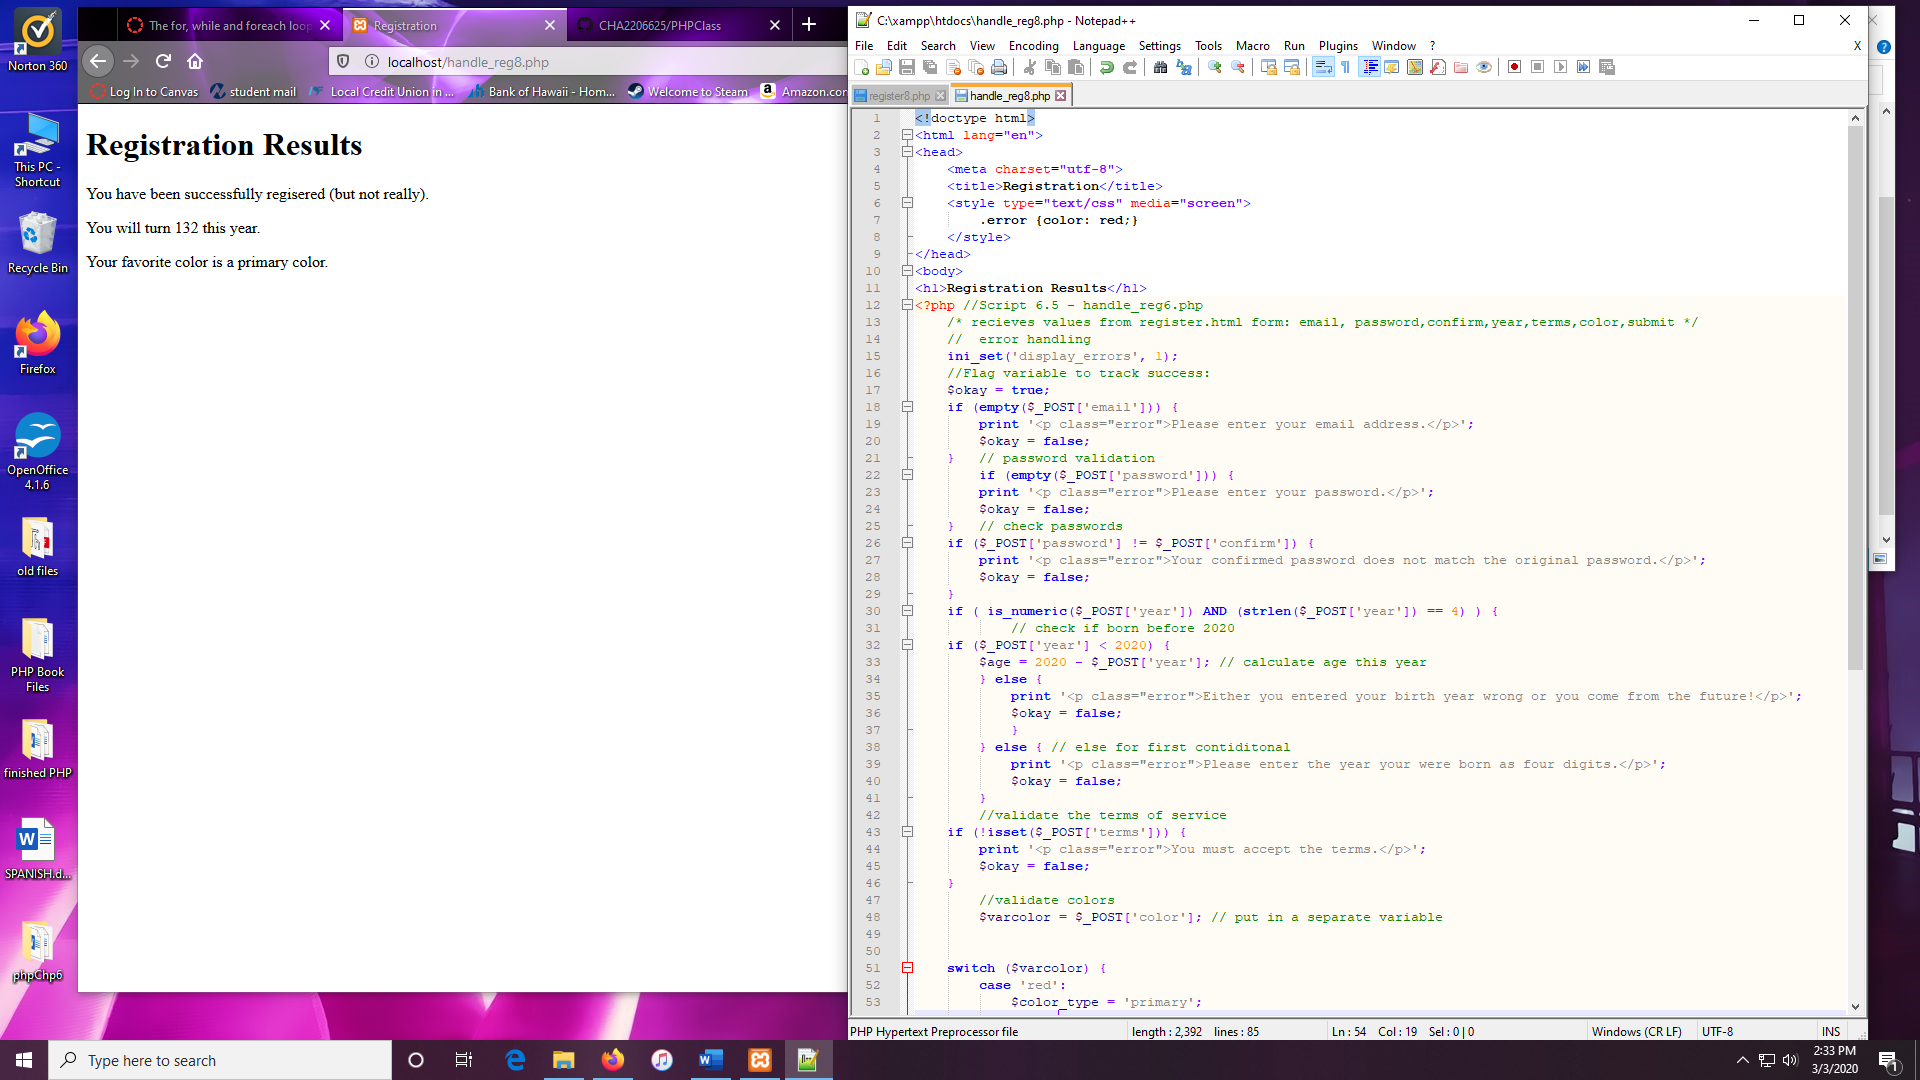 Norton 360
This PC - Shortcut
Recycle Bin
Firefox
OpenOffice 4.1.6
old files
PHP Book Files
finished PHP
SPANISH.d...
phpChp6
The for, while and foreach loop
Registration
CHA2206625/PHPClass
localhost/handle_reg8.php
Log In to Canvas
student mail
Local Credit Union in ...
Bank of Hawaii - Hom...
Welcome to Steam
Amazon.com
Registration Results
You have been successfully regisered (but not really).
You will turn 132 this year.
Your favorite color is a primary color.
C:\xampp\htdocs\handle_reg8.php - Notepad++
File Edit Search View Encoding Language Settings Tools Macro Run Plugins Window ? X
register8.php
handle_reg8.php
1 <!doctype html>
2 <html lang="en">
3 <head>
4 <meta charset="utf-8">
5 <title>Registration</title>
6 <style type="text/css" media="screen">
7 .error {color: red;}
8 </style>
9 </head>
10 <body>
11 <h1>Registration Results</h1>
12 <?php //Script 6.5 - handle_reg6.php
13 /* recieves values from register.html form: email, password,confirm,year,terms,color,submit */
14 // error handling
15 ini_set('display_errors', 1);
16 //Flag variable to track success:
17 $okay = true;
18 if (empty($_POST['email'])) {
19 print '<p class="error">Please enter your email address.</p>';
20 $okay = false;
21 } // password validation
22 if (empty($_POST['password'])) {
23 print '<p class="error">Please enter your password.</p>';
24 $okay = false;
25 } // check passwords
26 if ($_POST['password'] != $_POST['confirm']) {
27 print '<p class="error">Your confirmed password does not match the original password.</p>';
28 $okay = false;
29 }
30 if ( is_numeric($_POST['year']) AND (strlen($_POST['year']) == 4) ) {
31 // check if born before 2020
32 if ($_POST['year'] < 2020) {
33 $age = 2020 - $_POST['year']; // calculate age this year
34 } else {
35 print '<p class="error">Either you entered your birth year wrong or you come from the future!</p>';
36 $okay = false;
37 }
38 } else { // else for first contiditonal
39 print '<p class="error">Please enter the year your were born as four digits.</p>';
40 $okay = false;
41 }
42 //validate the terms of service
43 if (!isset($_POST['terms'])) {
44 print '<p class="error">You must accept the terms.</p>';
45 $okay = false;
46 }
47 //validate colors
48 $varcolor = $_POST['color']; // put in a separate variable
49
50
51 switch ($varcolor) {
52 case 'red':
53 $color_type = 'primary';
PHP Hypertext Preprocessor file length : 2,392 lines : 85 Ln : 54 Col : 19 Sel : 0 | 0 Windows (CR LF) UTF-8 INS
Type here to search
2:33 PM
3/3/2020
1